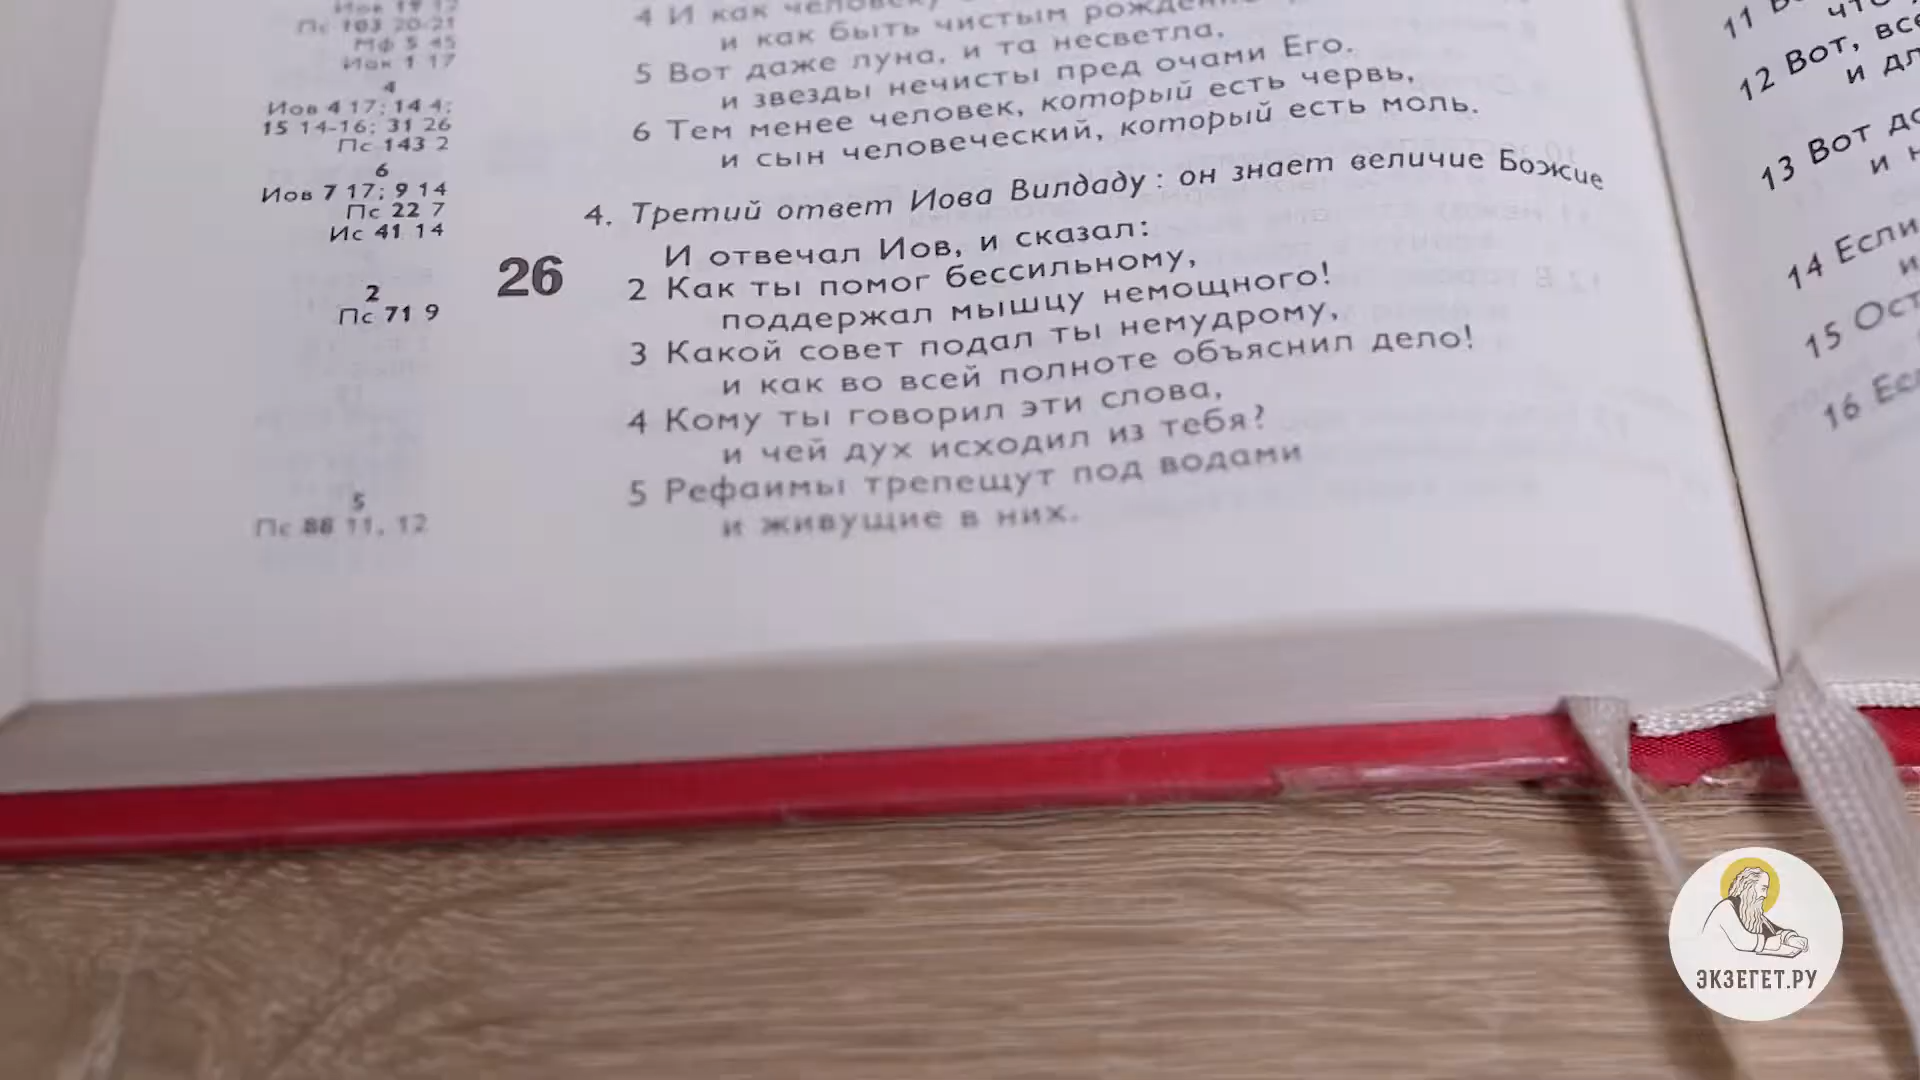 Пс 103 20-21
Мф 5 45
Иак 1 17
4
Иов 4 17; 14 4;
15 14-16; 31 26
Пс 143 2
6
Иов 7 17; 9 14
Пс 22 7
Ис 41 14
2
Пс 71 9
5
Пс 88 11, 12
4 И как человеку
и как быть чистым
5 Вот даже луна, и та несветла,
и звезды нечисты пред очами Его.
6 Тем менее человек, который есть червь,
и сын человеческий, который есть моль.
4. Третий ответ Иова Вилдаду: он знает величие Божие
26
И отвечал Иов, и сказал:
2 Как ты помог бессильному,
поддержал мышцу немощного!
3 Какой совет подал ты немудрому,
и как во всей полноте объяснил дело!
4 Кому ты говорил эти слова,
и чей дух исходил из тебя?
5 Рефаимы трепещут под водами
и живущие в них.
11
12 Вот,
и
13 Вот
и
14 Если
и
15
16
ЭКЗЕГЕТ.РУ